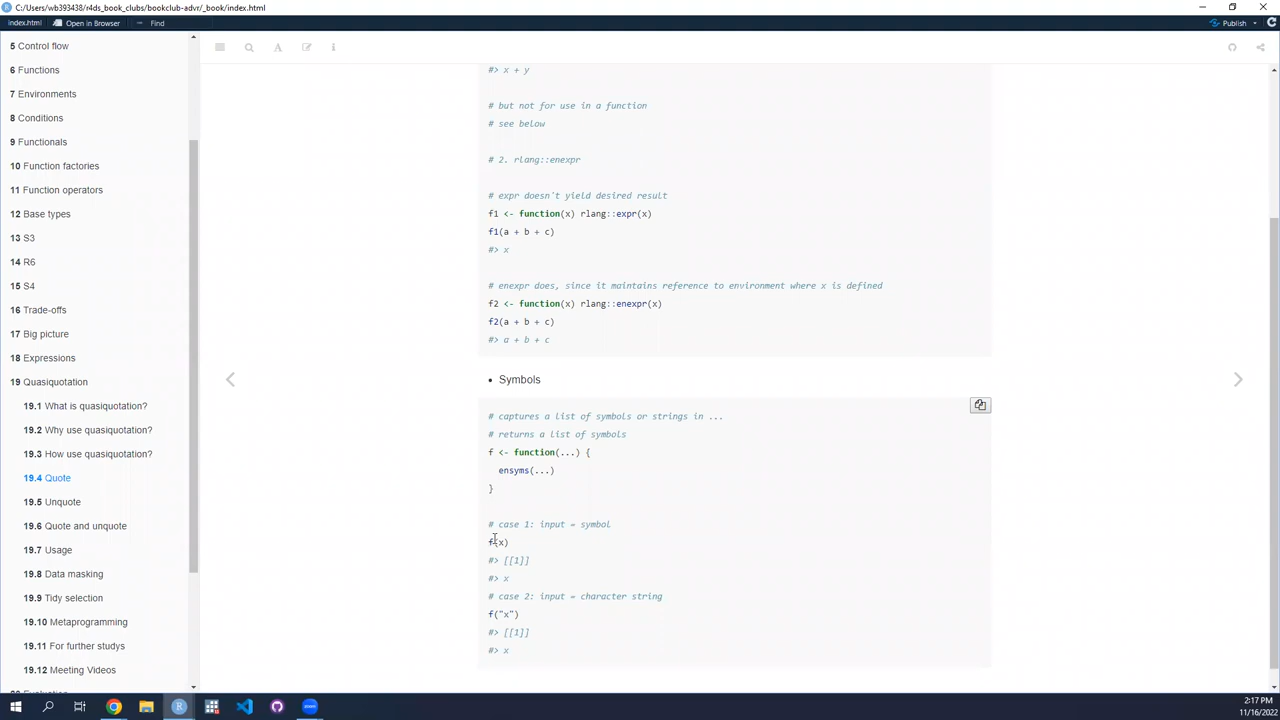 C:/Users/wb393438/r4ds_book_clubs/bookclub-advr/_book/index.html
index.html
Open in Browser
Find
Publish
5 Control flow
6 Functions
7 Environments
8 Conditions
9 Functionals
10 Function factories
11 Function operators
12 Base types
13 S3
14 R6
15 S4
16 Trade-offs
17 Big picture
18 Expressions
19 Quasiquotation
19.1 What is quasiquotation?
19.2 Why use quasiquotation?
19.3 How use quasiquotation?
19.4 Quote
19.5 Unquote
19.6 Quote and unquote
19.7 Usage
19.8 Data masking
19.9 Tidy selection
19.10 Metaprogramming
19.11 For further studys
19.12 Meeting Videos
#> x + y
# but not for use in a function
# see below
# 2. rlang::enexpr
# expr doesn't yield desired result
f1 <- function(x) rlang::expr(x)
f1(a + b + c)
#> x
# enexpr does, since it maintains reference to environment where x is defined
f2 <- function(x) rlang::enexpr(x)
f2(a + b + c)
#> a + b + c
• Symbols
# captures a list of symbols or strings in ...
# returns a list of symbols
f <- function(...) {
ensyms(...)
}
# case 1: input = symbol
f(x)
#> [[1]]
#> x
# case 2: input = character string
f("x")
#> [[1]]
#> x
2:17 PM
11/16/2022